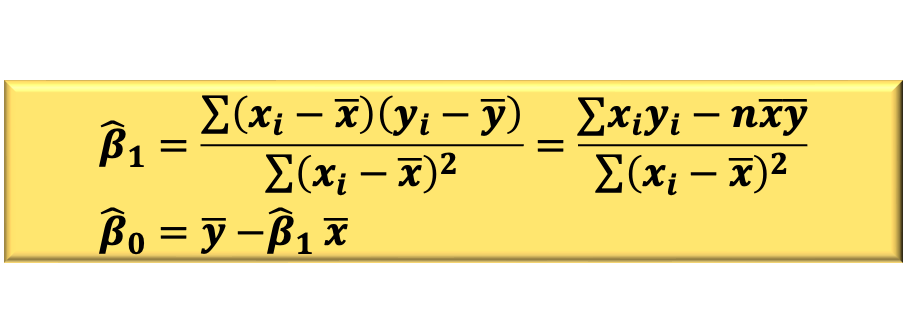 β̂₁ = ∑(xᵢ − x̅)(yᵢ − y̅) / ∑(xᵢ − x̅)² = ∑xᵢyᵢ − nx̅y̅ / ∑(xᵢ − x̅)²
β̂₀ = y̅ −β̂₁ x̅